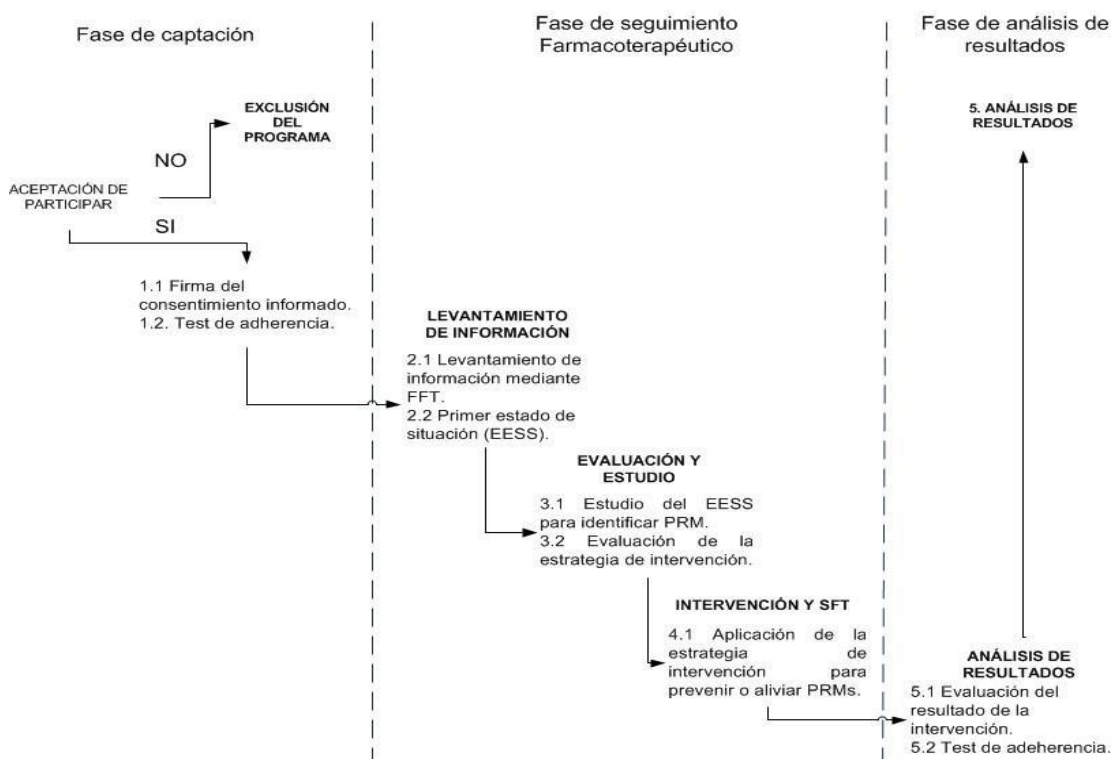 Fase de captación
Fase de seguimiento
Farmacoterapéutico
Fase de análisis de
resultados
EXCLUSIÓN
DEL
PROGRAMA
NO
ACEPTACIÓN DE
PARTICIPAR
SI
1.1 Firma del
consentimiento informado.
1.2. Test de adherencia.
LEVANTAMIENTO
DE INFORMACIÓN
2.1 Levantamiento de
información mediante
FFT.
2.2 Primer estado de
situación (EESS).
EVALUACIÓN Y
ESTUDIO
3.1 Estudio del EESS
para identificar PRM.
3.2 Evaluación de la
estrategia de intervención.
INTERVENCIÓN Y SFT
4.1 Aplicación de la
estrategia de
intervención para
prevenir o aliviar PRMs.
5. ANÁLISIS DE
RESULTADOS
ANÁLISIS DE
RESULTADOS
5.1 Evaluación del
resultado de la
intervención.
5.2 Test de adeherencia.